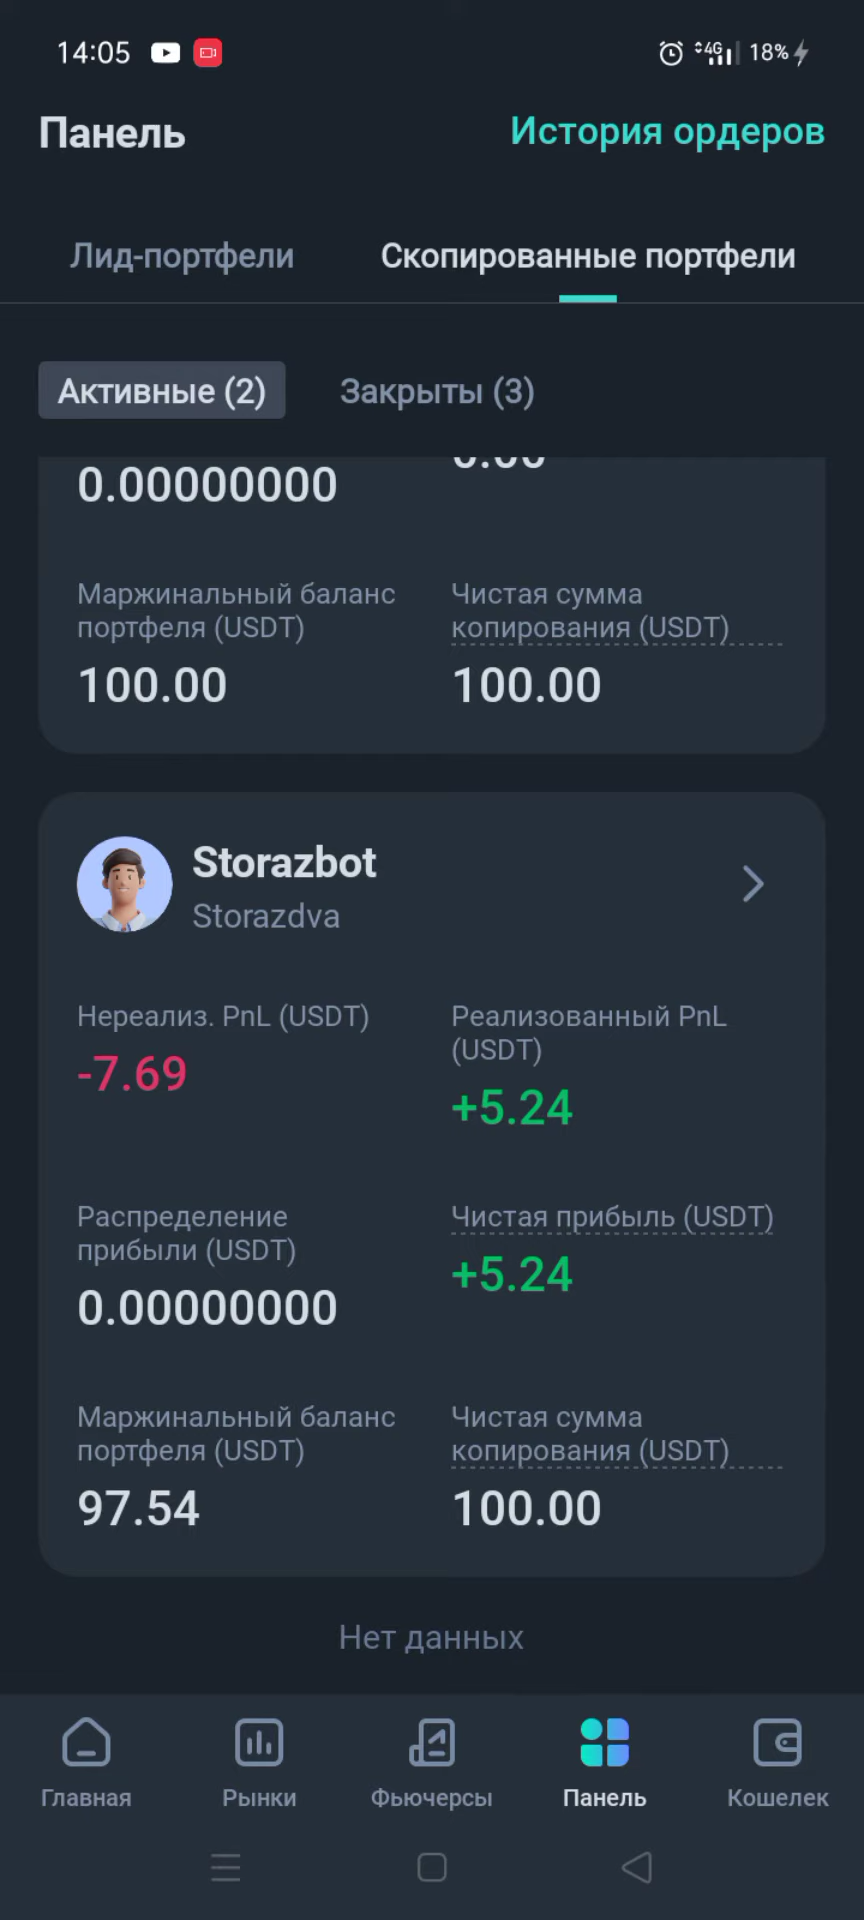 14:05
4G
18%
Панель
История ордеров
Лид-портфели
Скопированные портфели
Активные (2)
Закрыты (3)
0.00000000
0.00
Маржинальный баланс
портфеля (USDT)
100.00
Чистая сумма
копирования (USDT)
100.00
Storazbot
Storazdva
Нереализ. PnL (USDT)
-7.69
Реализованный PnL
(USDT)
+5.24
Распределение
прибыли (USDT)
0.00000000
Чистая прибыль (USDT)
+5.24
Маржинальный баланс
портфеля (USDT)
97.54
Чистая сумма
копирования (USDT)
100.00
Нет данных
Главная
Рынки
Фьючерсы
Панель
Кошелек